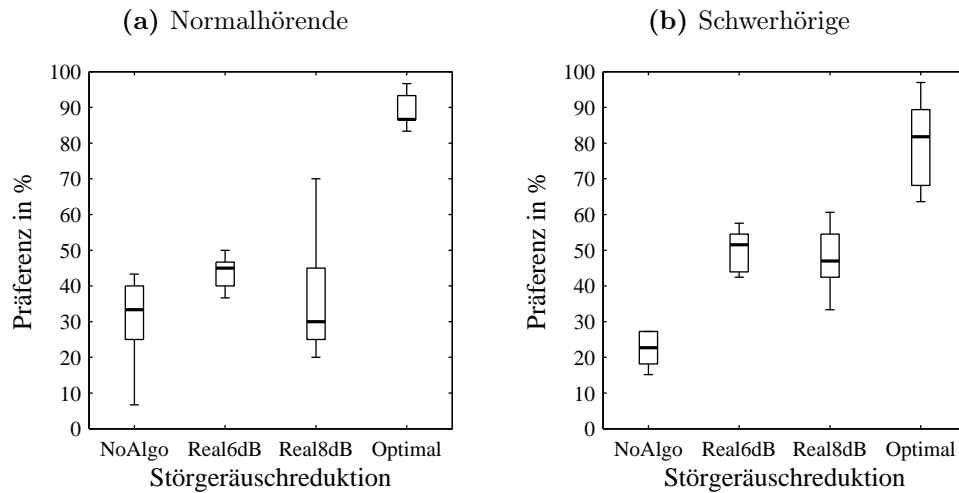 (a) Normalhörende
Präferenz in %
100
90
80
70
60
50
40
30
20
10
0
NoAlgo Real6dB Real8dB Optimal
Störgeräuschreduktion
(b) Schwerhörige
Präferenz in %
100
90
80
70
60
50
40
30
20
10
0
NoAlgo Real6dB Real8dB Optimal
Störgeräuschreduktion